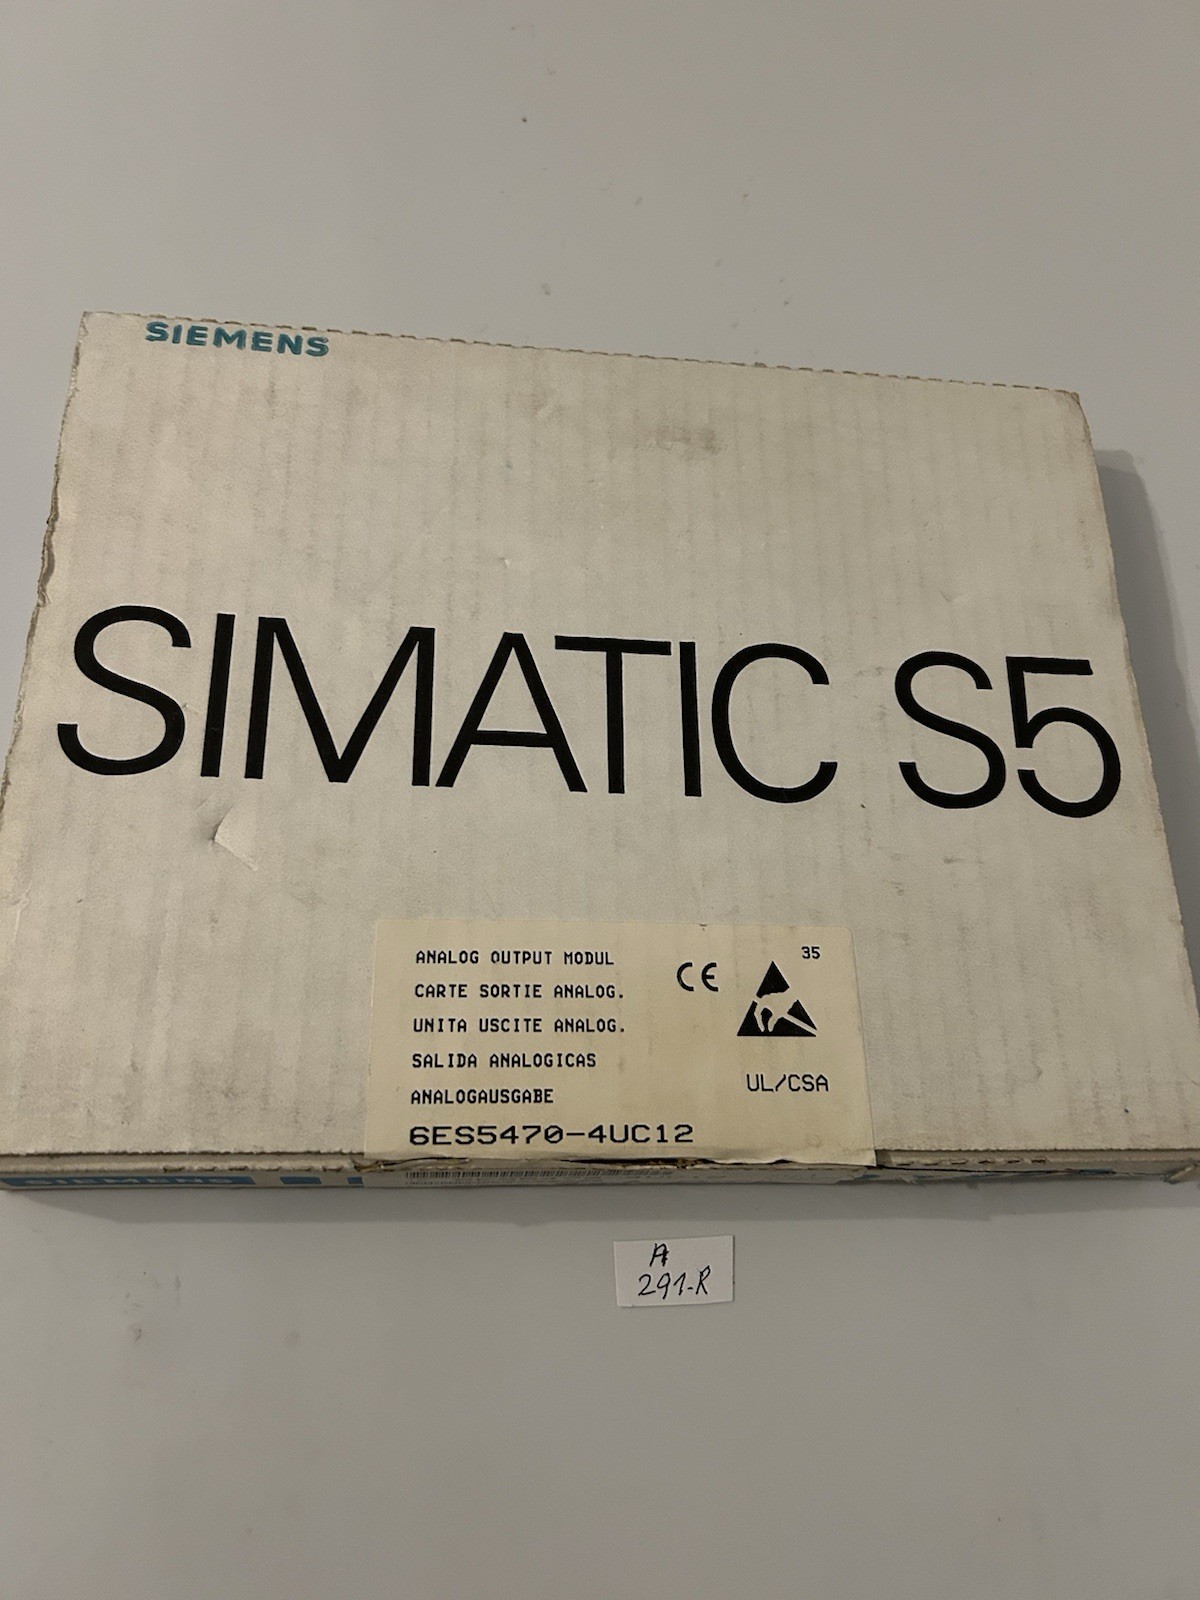 SIEMENS
SIMATIC S5
ANALOG OUTPUT MODUL
CARTE SORTIE ANALOG.
UNITA USCITE ANALOG.
SALIDA ANALOGICAS
ANALOGAUSGABE
6ES5470-4UC12
CE
35
UL/CSA
SIEMENS
A
291-R